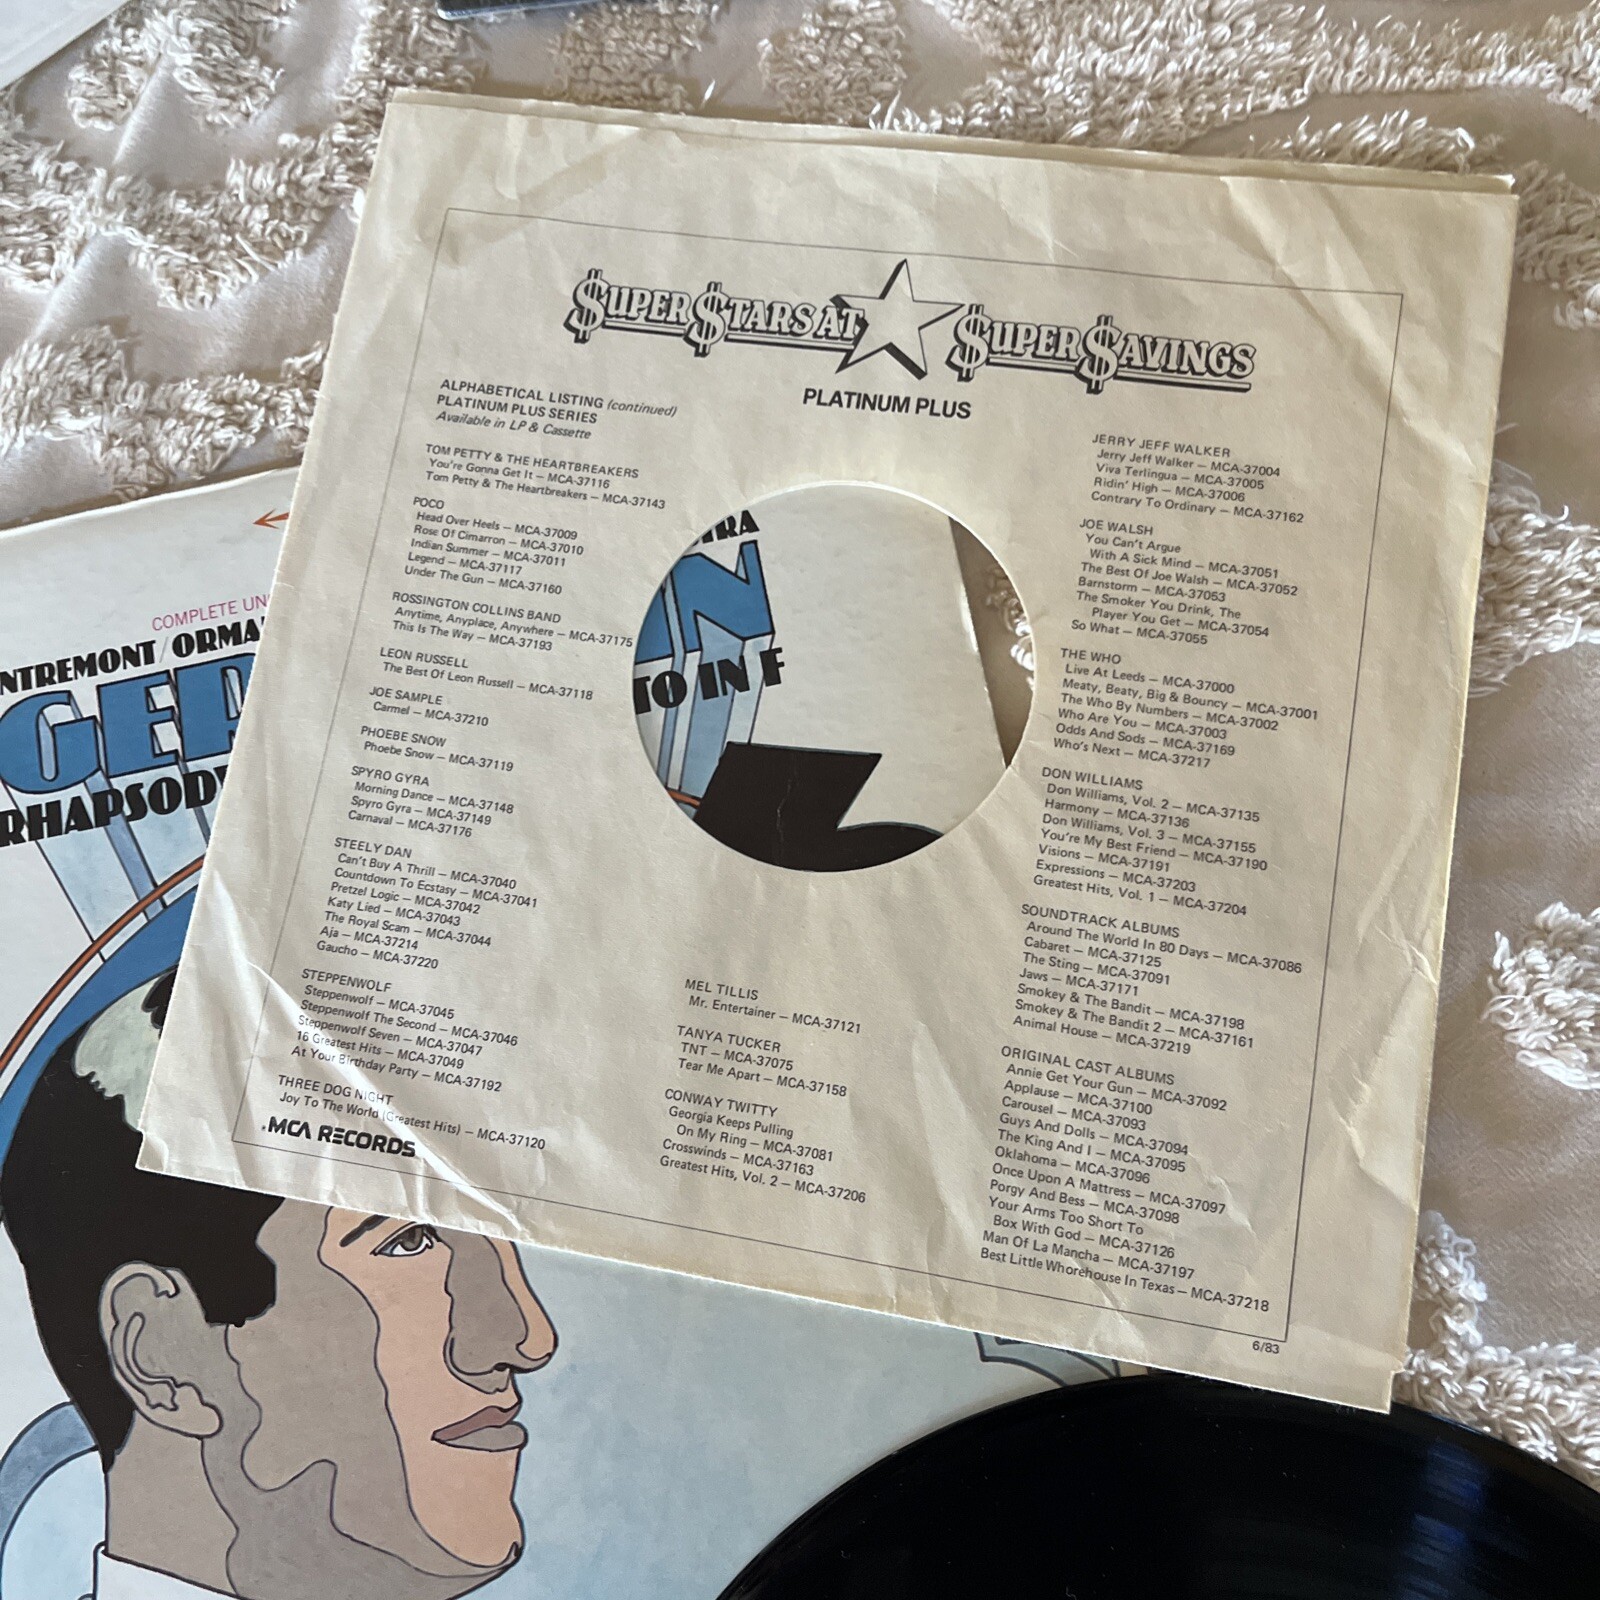 $UPER $TARS AT $UPER $AVINGS
PLATINUM PLUS
ALPHABETICAL LISTING (continued)
PLATINUM PLUS SERIES
Available in LP & Cassette
TOM PETTY & THE HEARTBREAKERS
You're Gonna Get It — MCA-37116
Tom Petty & The Heartbreakers — MCA-37143
POCO
Head Over Heels — MCA-37009
Rose Of Cimarron — MCA-37010
Indian Summer — MCA-37011
Legend — MCA-37117
Under The Gun — MCA-37160
ROSSINGTON COLLINS BAND
Anytime, Anyplace, Anywhere — MCA-37175
This Is The Way — MCA-37193
LEON RUSSELL
The Best Of Leon Russell — MCA-37118
JOE SAMPLE
Carmel — MCA-37210
PHOEBE SNOW
Phoebe Snow — MCA-37119
SPYRO GYRA
Morning Dance — MCA-37148
Spyro Gyra — MCA-37149
Carnaval — MCA-37176
STEELY DAN
Can't Buy A Thrill — MCA-37040
Countdown To Ecstasy — MCA-37041
Pretzel Logic — MCA-37042
Katy Lied — MCA-37043
The Royal Scam — MCA-37044
Aja — MCA-37214
Gaucho — MCA-37220
STEPPENWOLF
Steppenwolf — MCA-37045
Steppenwolf The Second — MCA-37046
Steppenwolf Seven — MCA-37047
16 Greatest Hits — MCA-37049
At Your Birthday Party — MCA-37192
THREE DOG NIGHT
Joy To The World (Greatest Hits) — MCA-37120
MCA RECORDS
MEL TILLIS
Mr. Entertainer — MCA-37121
TANYA TUCKER
TNT — MCA-37075
Tear Me Apart — MCA-37158
CONWAY TWITTY
Georgia Keeps Pulling
On My Ring — MCA-37081
Crosswinds — MCA-37163
Greatest Hits, Vol. 2 — MCA-37206
JERRY JEFF WALKER
Jerry Jeff Walker — MCA-37004
Viva Terlingua — MCA-37005
Ridin' High — MCA-37006
Contrary To Ordinary — MCA-37162
JOE WALSH
You Can't Argue
With A Sick Mind — MCA-37051
The Best Of Joe Walsh — MCA-37052
Barnstorm — MCA-37053
The Smoker You Drink, The
Player You Get — MCA-37054
So What — MCA-37055
THE WHO
Live At Leeds — MCA-37000
Meaty, Beaty, Big & Bouncy — MCA-37001
The Who By Numbers — MCA-37002
Who Are You — MCA-37003
Odds And Sods — MCA-37169
Who's Next — MCA-37217
DON WILLIAMS
Don Williams, Vol. 2 — MCA-37135
Harmony — MCA-37136
Don Williams, Vol. 3 — MCA-37155
You're My Best Friend — MCA-37190
Visions — MCA-37191
Expressions — MCA-37203
Greatest Hits, Vol. 1 — MCA-37204
SOUNDTRACK ALBUMS
Around The World In 80 Days — MCA-37086
Cabaret — MCA-37125
The Sting — MCA-37091
Jaws — MCA-37171
Smokey & The Bandit — MCA-37198
Smokey & The Bandit 2 — MCA-37161
Animal House — MCA-37219
ORIGINAL CAST ALBUMS
Annie Get Your Gun — MCA-37092
Applause — MCA-37100
Carousel — MCA-37093
Guys And Dolls — MCA-37094
The King And I — MCA-37095
Oklahoma — MCA-37096
Once Upon A Mattress — MCA-37097
Porgy And Bess — MCA-37098
Your Arms Too Short To
Box With God — MCA-37126
Man Of La Mancha — MCA-37197
Best Little Whorehouse In Texas — MCA-37218
6/83
COMPLETE UN
NTREMONT/ORMA
TRA
GER
IN
RHAPSODY
TO IN F